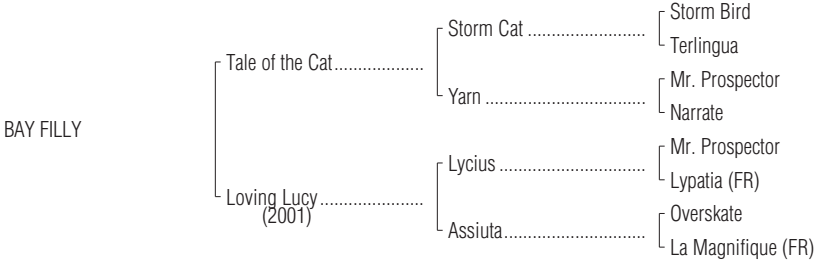 Storm Bird
Storm Cat ..........................
Terlingua
Tale of the Cat....................
Mr. Prospector
Yarn ...................................
Narrate
BAY FILLY
Mr. Prospector
Lycius ................................
Lypatia (FR)
Loving Lucy.......................
(2001)
Overskate
Assiuta...............................
La Magnifique (FR)